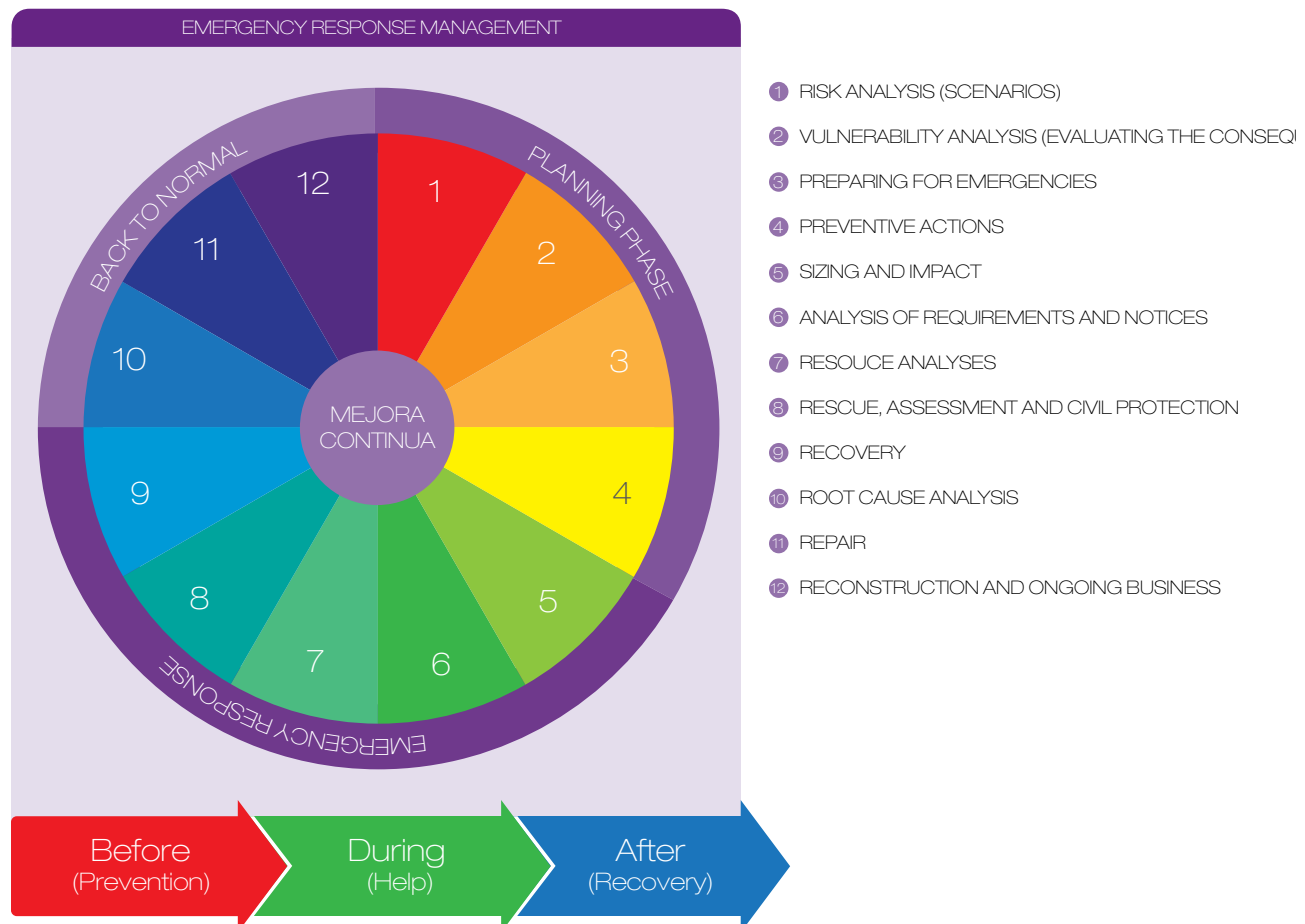 EMERGENCY RESPONSE MANAGEMENT
BACK TO NORMAL
PLANNING PHASE
EMERGENCY RESPONSE
12
1
11
2
10
3
9
4
8
5
7
6
MEJORA
CONTINUA
1 RISK ANALYSIS (SCENARIOS)
2 VULNERABILITY ANALYSIS (EVALUATING THE
3 PREPARING FOR EMERGENCIES
4 PREVENTIVE ACTIONS
5 SIZING AND IMPACT
6 ANALYSIS OF REQUIREMENTS AND NOTICES
7 RESOUCE ANALYSES
8 RESCUE, ASSESSMENT AND CIVIL PROTECTION
9 RECOVERY
10 ROOT CAUSE ANALYSIS
11 REPAIR
12 RECONSTRUCTION AND ONGOING BUSINESS
Before
(Prevention)
During
(Help)
After
(Recovery)